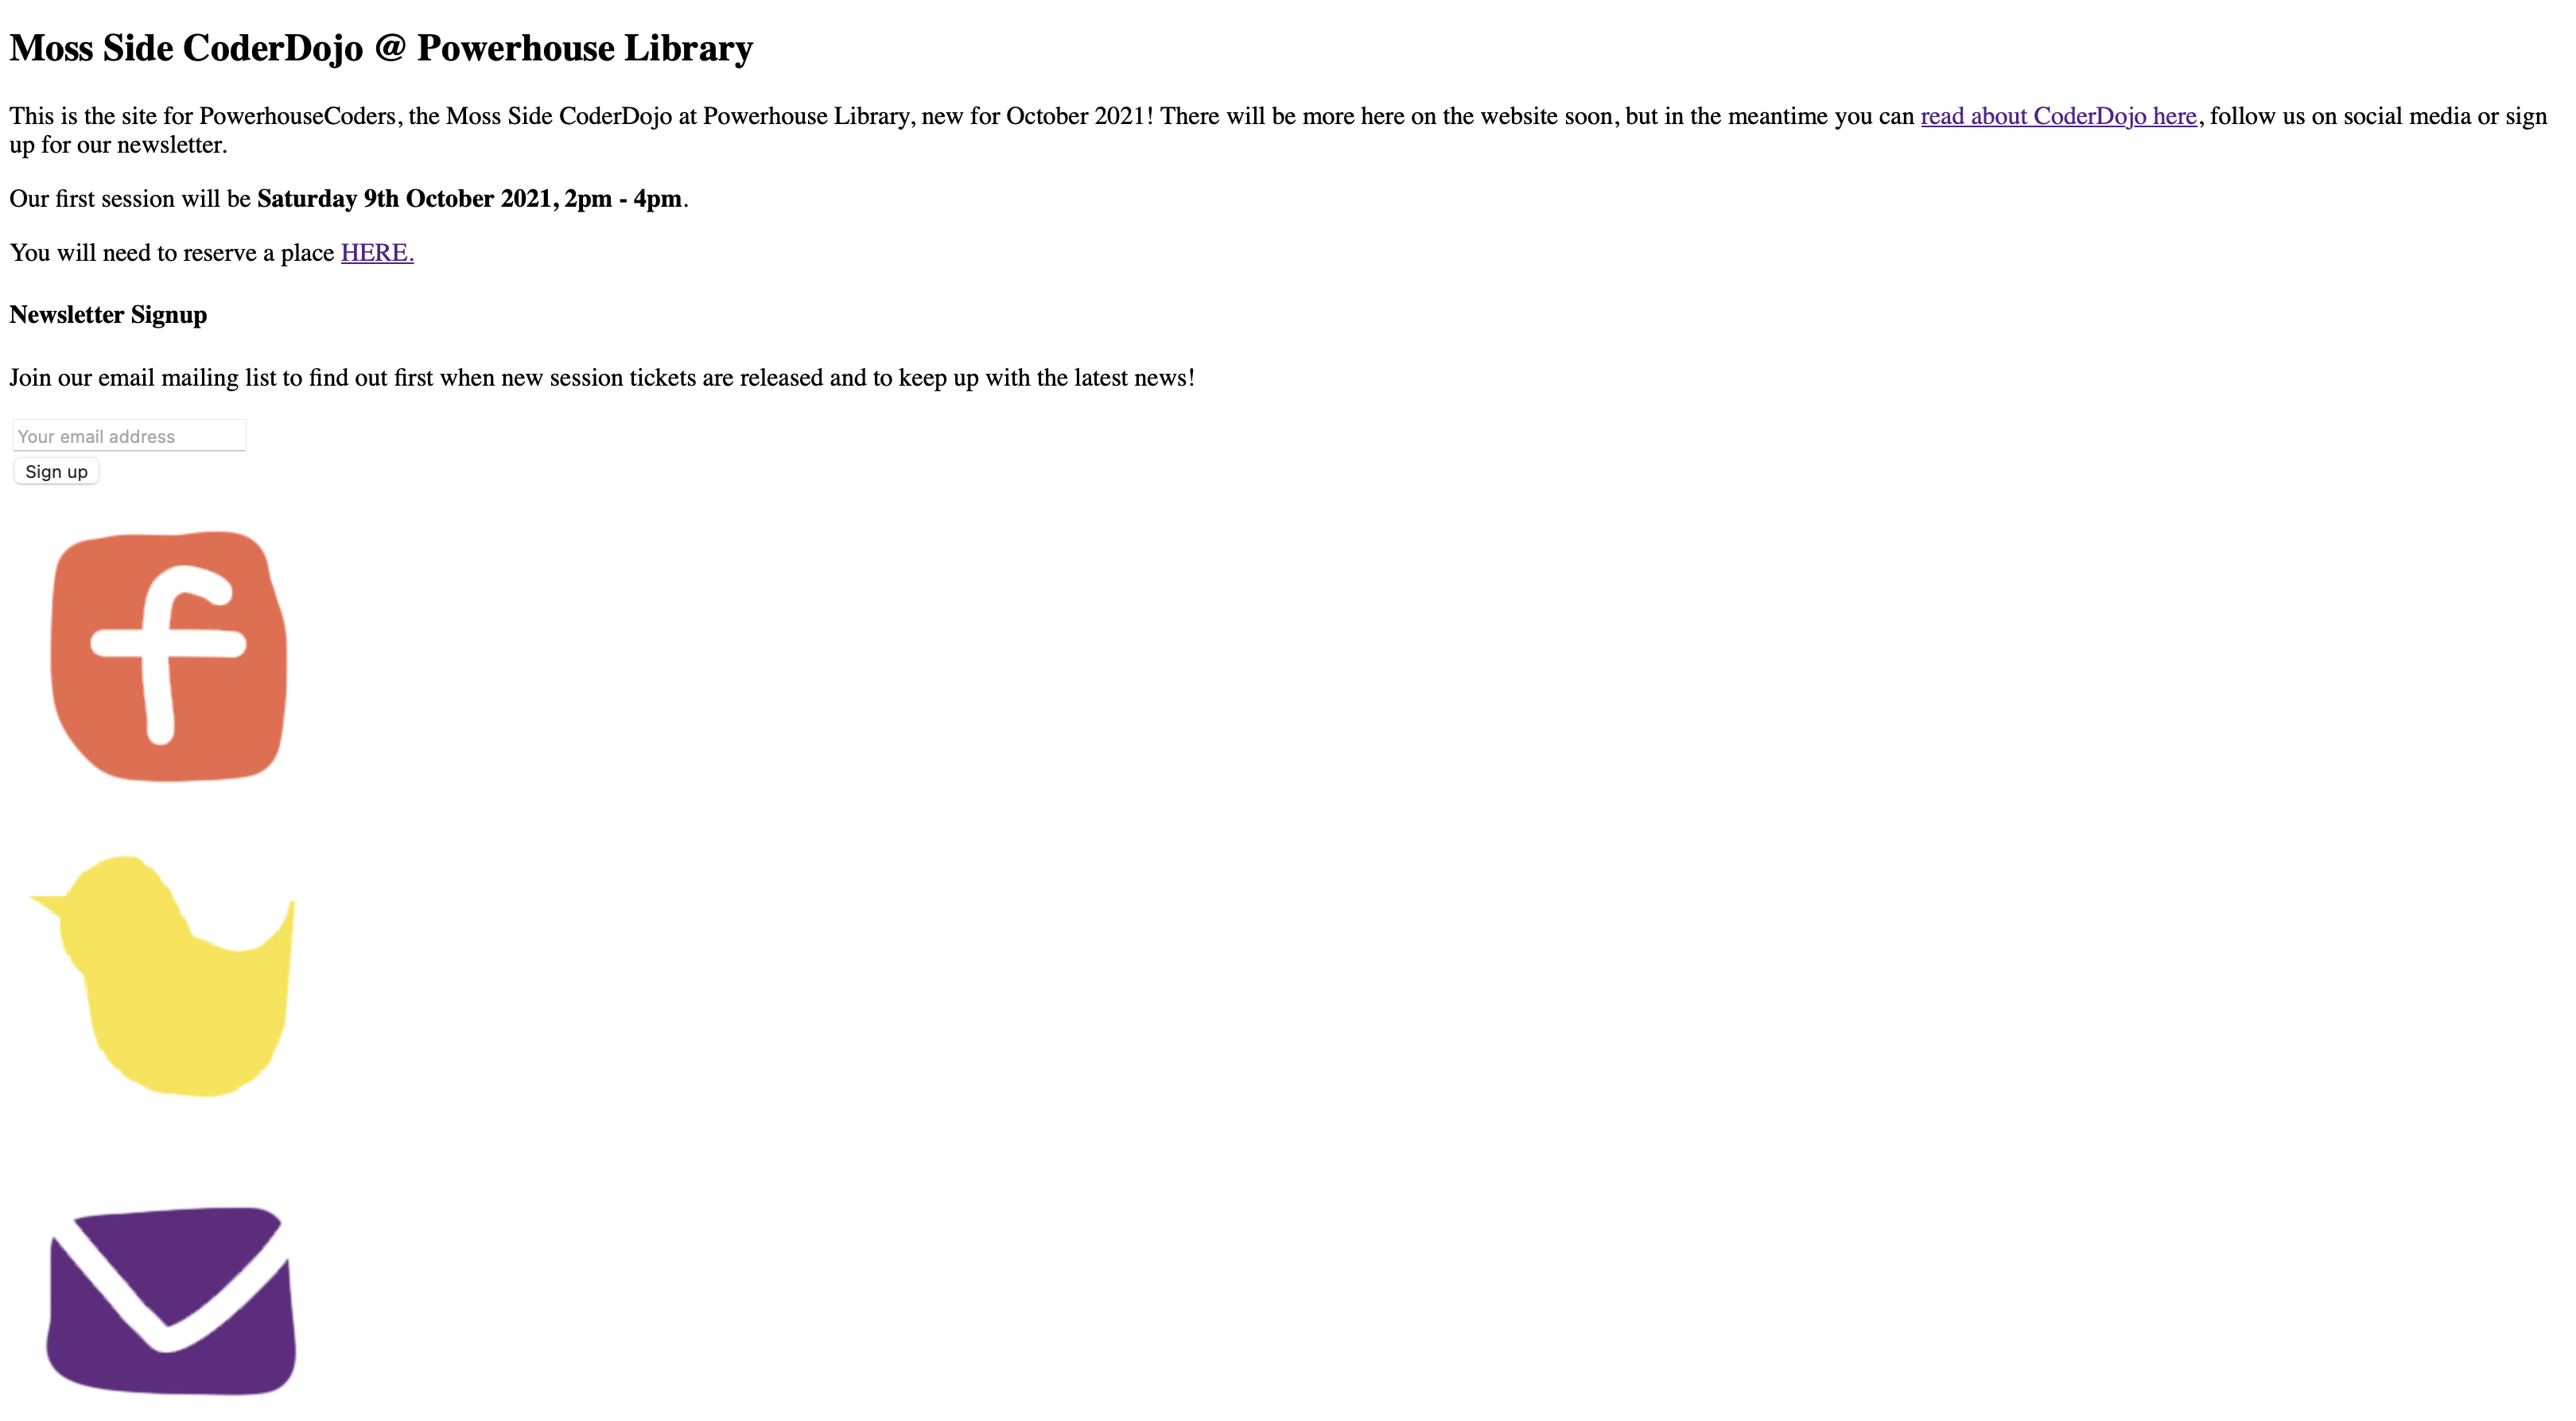 Moss Side CoderDojo @ Powerhouse Library
This is the site for PowerhouseCoders, the Moss Side CoderDojo at Powerhouse Library, new for October 2021! There will be more here on the website soon, but in the meantime you can read about CoderDojo here, follow us on social media or sign
up for our newsletter.
Our first session will be Saturday 9th October 2021, 2pm - 4pm.
You will need to reserve a place HERE.
Newsletter Signup
Join our email mailing list to find out first when new session tickets are released and to keep up with the latest news!
Your email address
Sign up
f